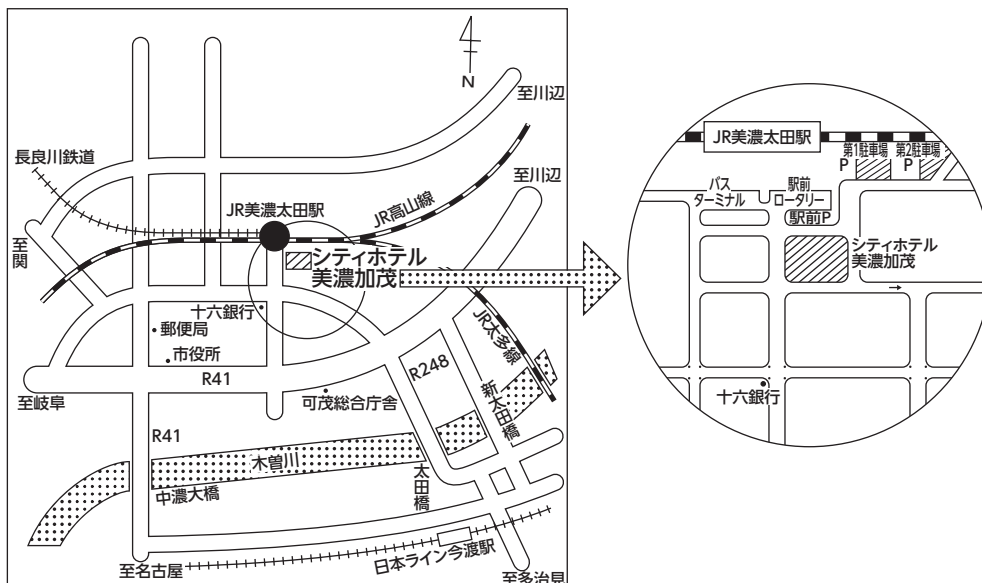 N
至川辺
長良川鉄道
至川辺
JR高山線
JR美濃太田駅
至関
シティホテル
美濃加茂
十六銀行
郵便局
市役所
JR太多線
R248
R41
至岐阜
可茂総合庁舎
新太田橋
R41
木曽川
太田橋
中濃大橋
日本ライン今渡駅
至名古屋
至多治見
JR美濃太田駅
第1駐車場
P
第2駐車場
P
バス
ターミナル
駅前
ロータリー
駅前P
シティホテル
美濃加茂
→
十六銀行